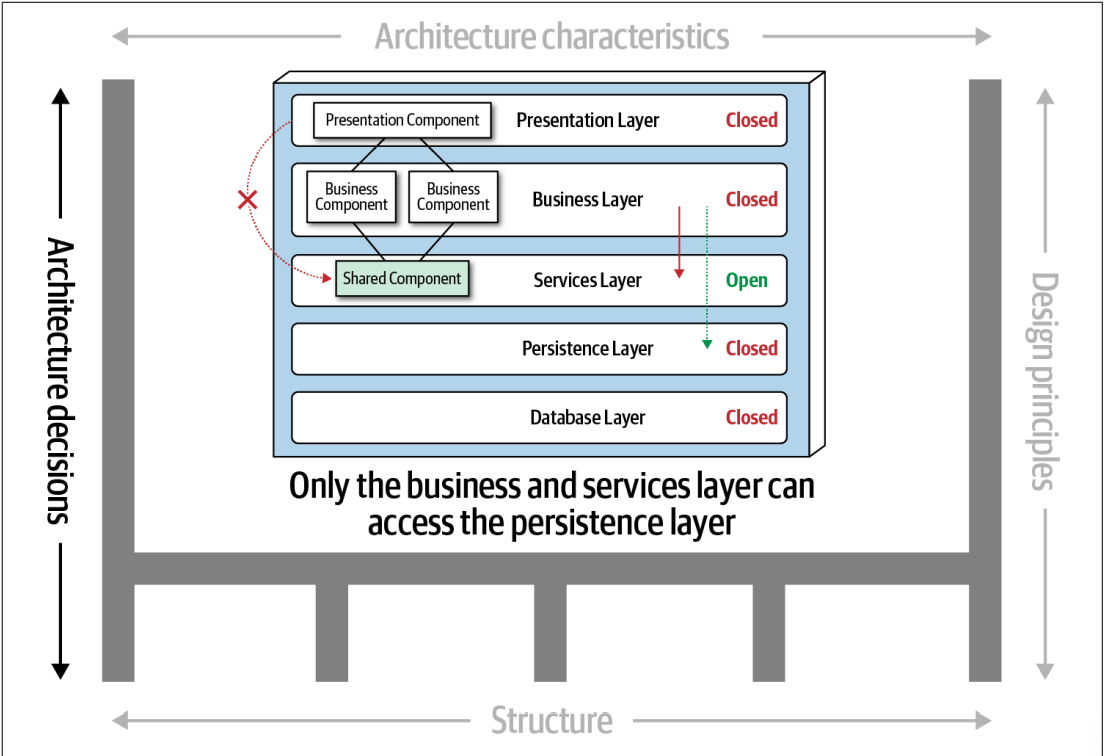 Architecture characteristics
Presentation Component
Presentation Layer
Closed
Business
Component
Business
Component
Business Layer
Closed
Shared Component
Services Layer
Open
Persistence Layer
Closed
Database Layer
Closed
Only the business and services layer can
access the persistence layer
Architecture decisions
Design principles
Structure